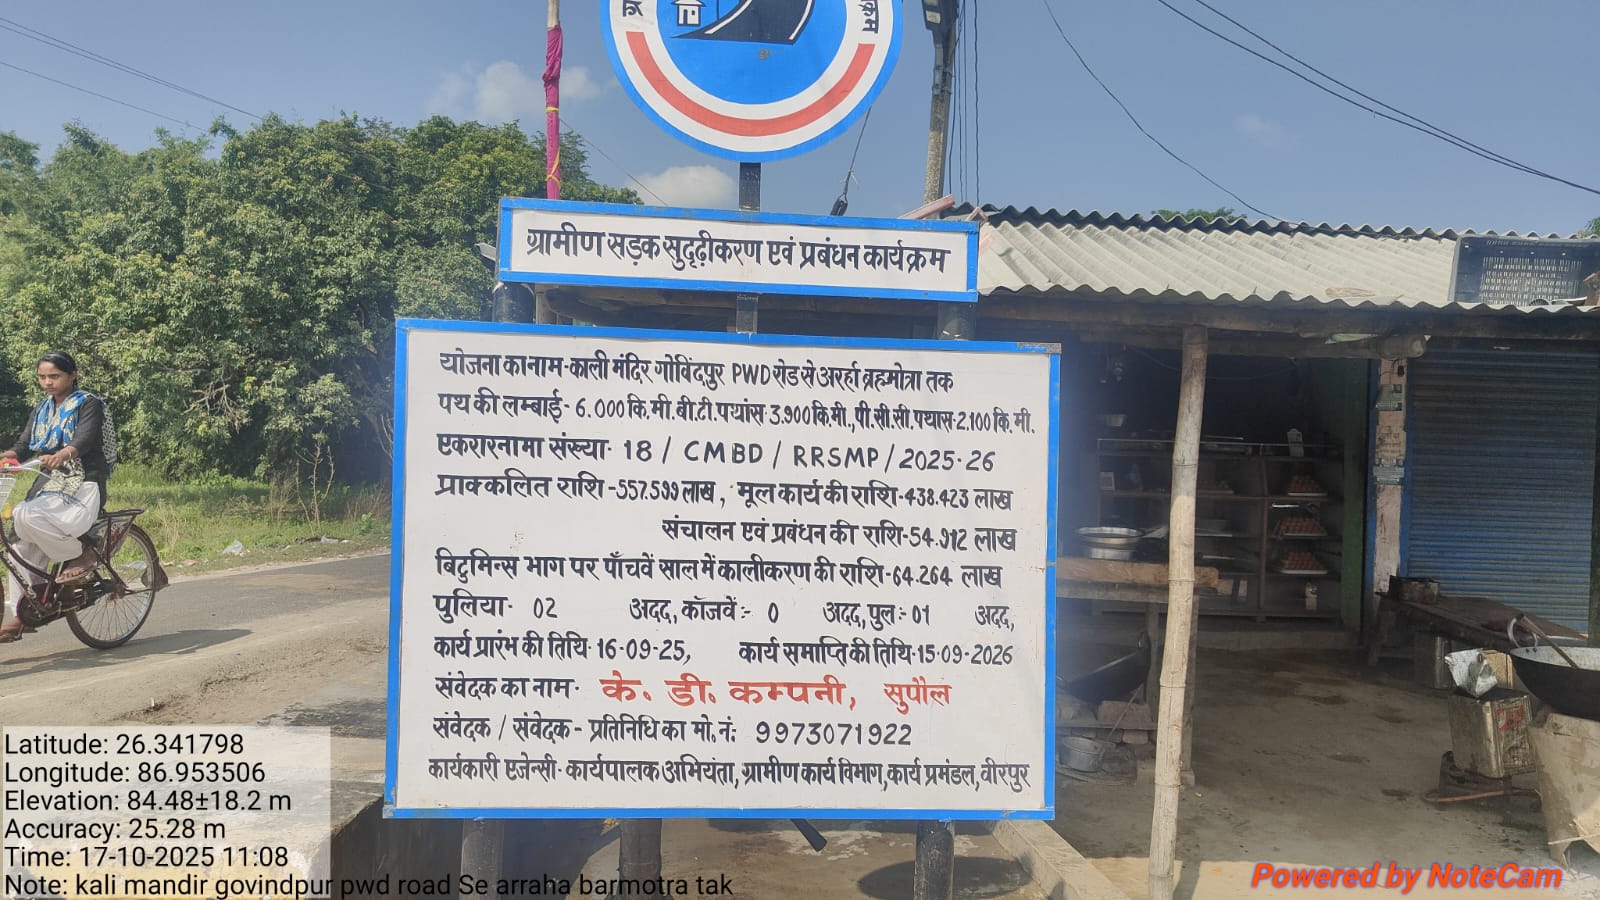 ग्रामीण सड़क सुदृढ़ीकरण एवं प्रबंधन कार्यक्रम
योजना का नाम-काली मंदिर गोविंदपुर PWD रोड से अरर्हा ब्रहमोत्रा तक
पथ की लम्बाई- 6.000 कि.मी. बी.टी. पथांस- 3.900 कि.मी., पी.सी.सी पथास-2.100 कि.मी.
एकरारनामा संख्या- 18 / CMBD / RRSMP / 2025-26
प्राक्कलित राशि -557.599 लाख, मूल कार्य की राशि-438.423 लाख
संचालन एवं प्रबंधन की राशि-54.912 लाख
बिटुमिन्स भाग पर पाँचवें साल में कालीकरण की राशि-64.264 लाख
पुलिया- 02 अदद, कॉजवें:- 0 अदद, पुल:- 01 अदद,
कार्य प्रारंभ की तिथि-16-09-25, कार्य समाप्ति की तिथि-15-09-2026
संवेदक का नाम- के. डी. कम्पनी, सुपौल
संवेदक / संवेदक - प्रतिनिधि का मो. नं: 9973071922
कार्यकारी एजेन्सी- कार्यपालक अभियंता, ग्रामीण कार्य विभाग, कार्य प्रमंडल, वीरपुर
Latitude: 26.341798
Longitude: 86.953506
Elevation: 84.48±18.2 m
Accuracy: 25.28 m
Time: 17-10-2025 11:08
Note: kali mandir govindpur pwd road Se arraha barmotra tak
Powered by NoteCam